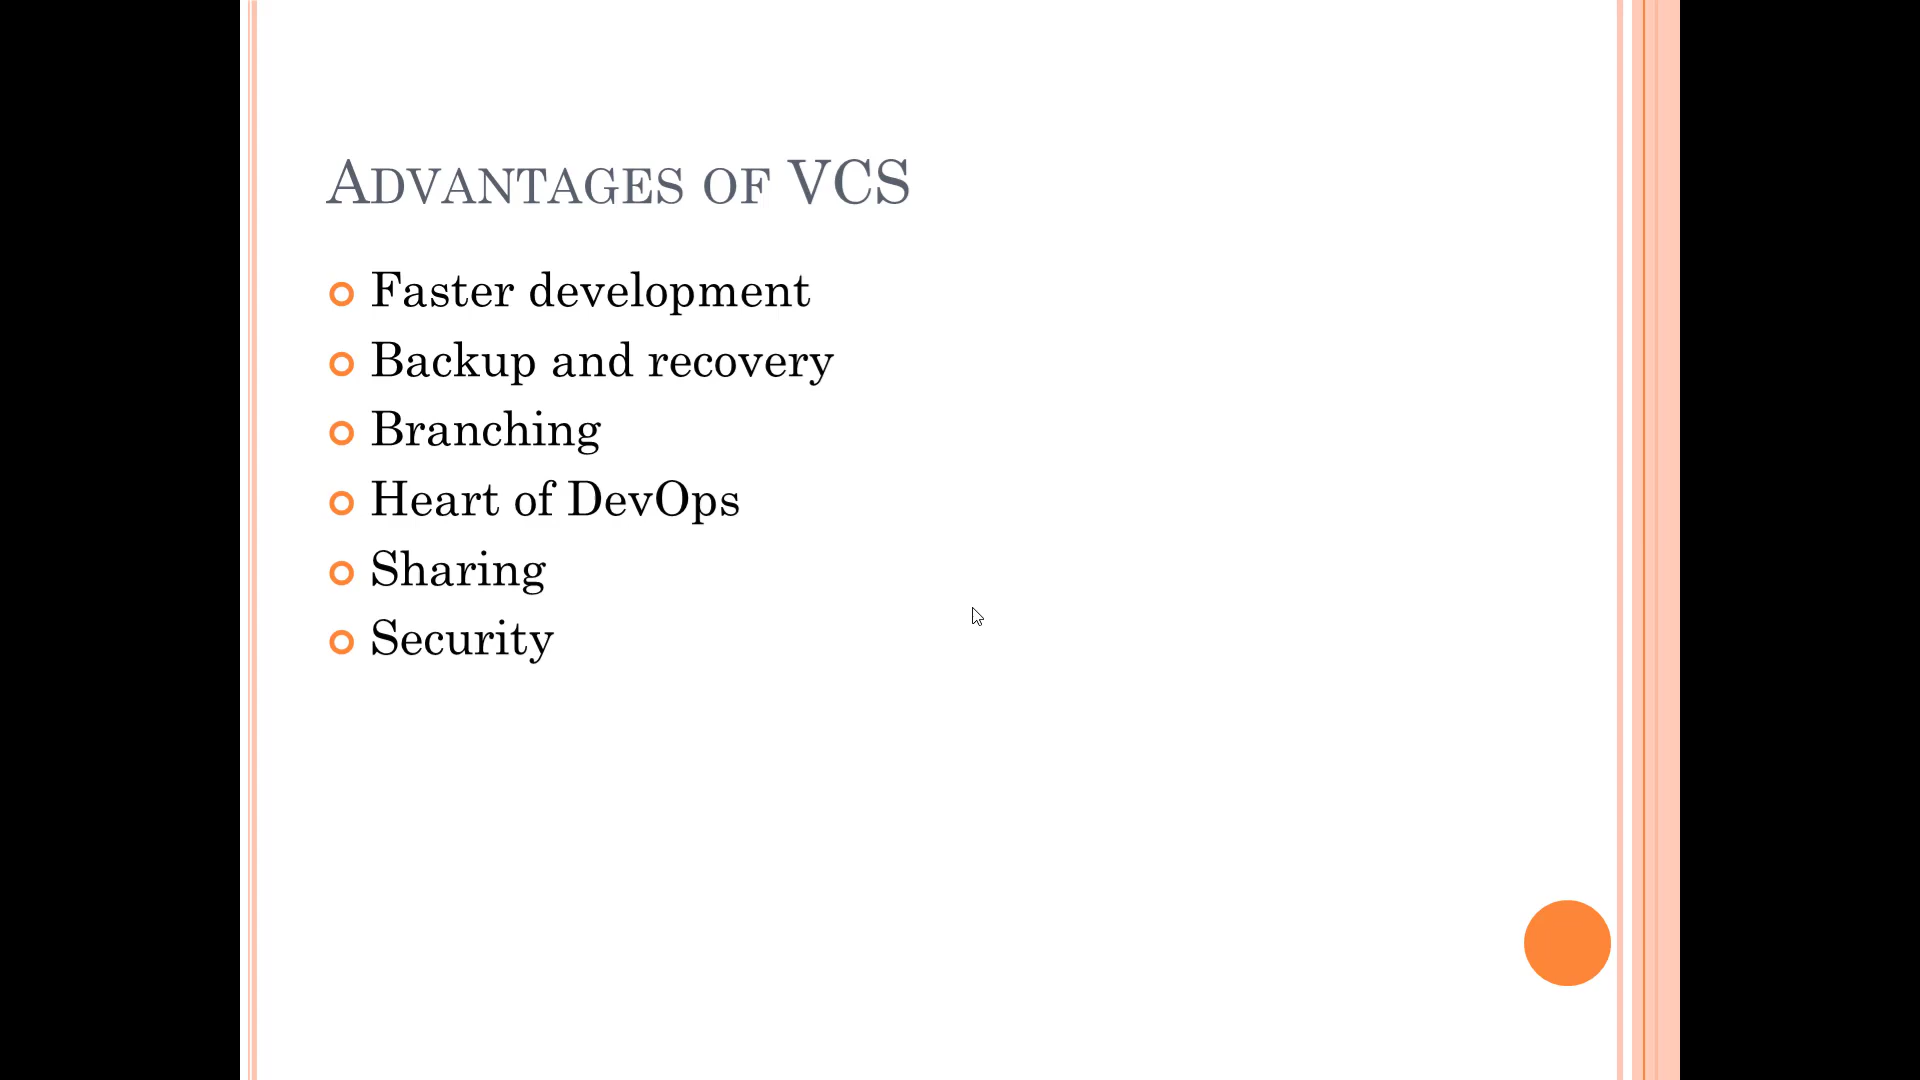 Advantages of VCS
Faster development
Backup and recovery
Branching
Heart of DevOps
Sharing
Security